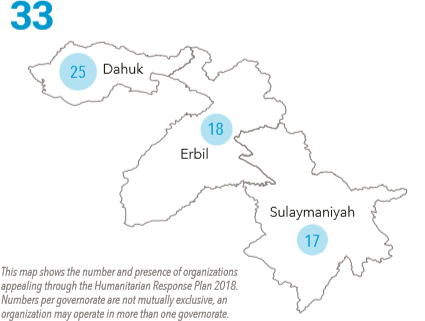 33
25 Dahuk
18
Erbil
Sulaymaniyah
17
This map shows the number and presence of organizations
appealing through the Humanitarian Response Plan 2018.
Numbers per governorate are not mutually exclusive, an
organization may operate in more than one governorate.